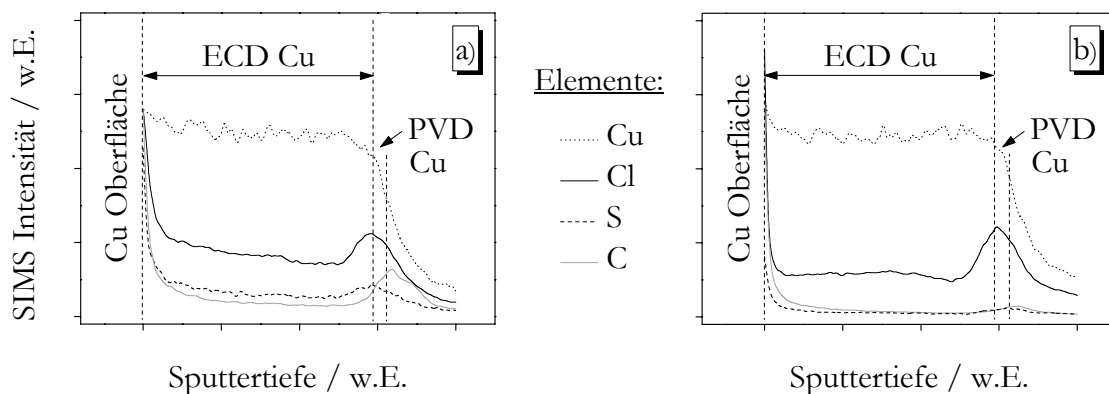 SIMS Intensität / w.E.
Cu Oberfläche
ECD Cu
a)
PVD
Cu
Sputtertiefe / w.E.
Elemente:
Cu
Cl
S
C
Cu Oberfläche
ECD Cu
b)
PVD
Cu
Sputtertiefe / w.E.